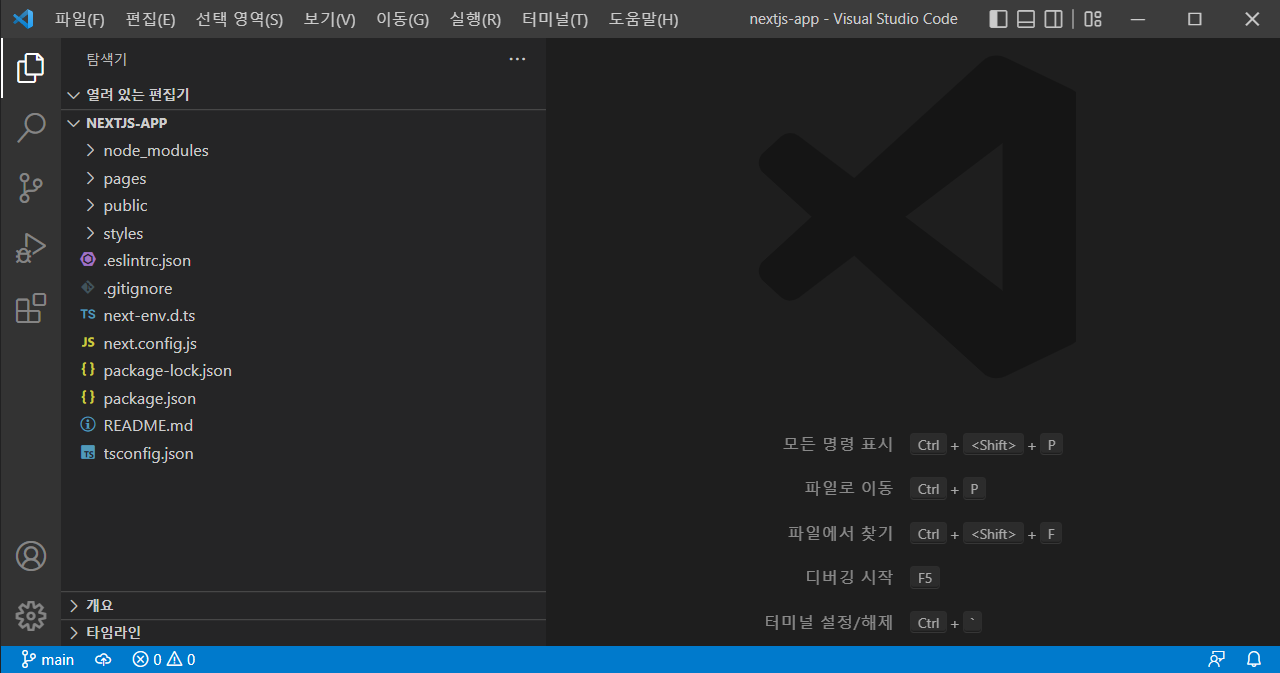 파일(F) 편집(E) 선택 영역(S) 보기(V) 이동(G) 실행(R) 터미널(T) 도움말(H) nextjs-app - Visual Studio Code
탐색기
열려 있는 편집기
NEXTJS-APP
node_modules
pages
public
styles
.eslintrc.json
.gitignore
TS next-env.d.ts
JS next.config.js
{} package-lock.json
{} package.json
README.md
TS tsconfig.json
개요
타임라인
모든 명령 표시 Ctrl + <Shift> + P
파일로 이동 Ctrl + P
파일에서 찾기 Ctrl + <Shift> + F
디버깅 시작 F5
터미널 설정/해제 Ctrl + `
main 0 0